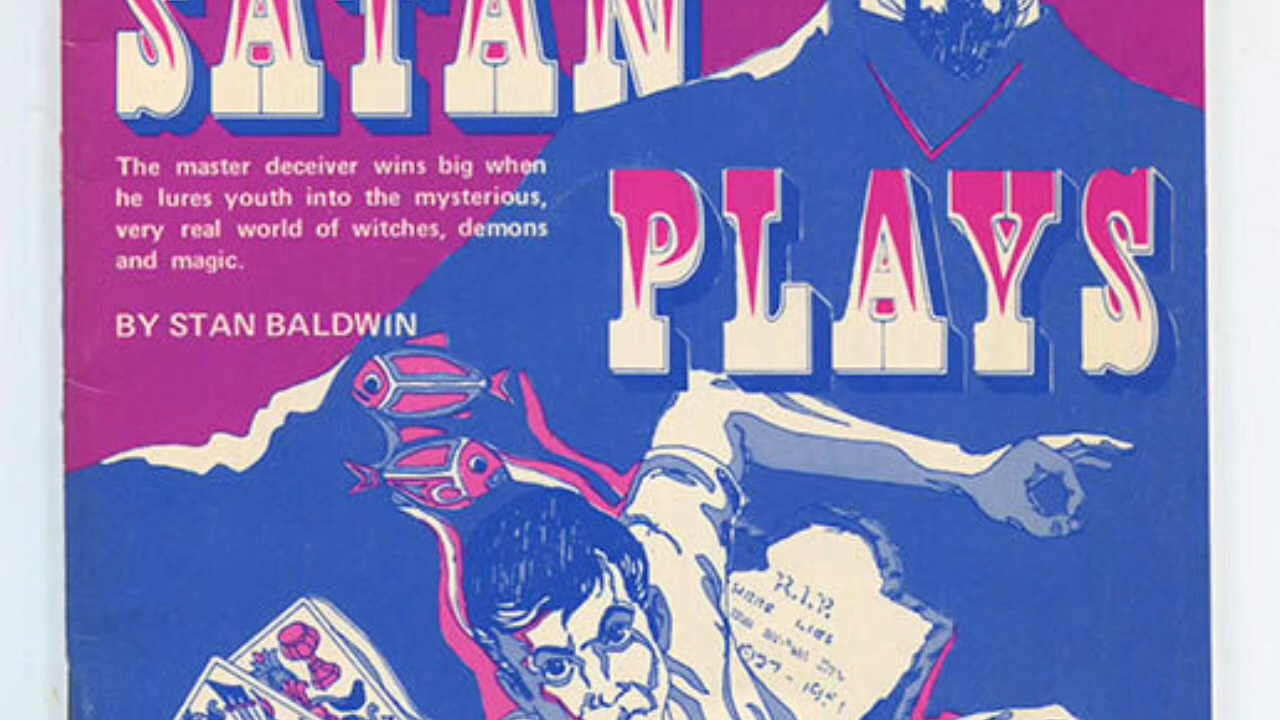 SATAN
The master deceiver wins big when
he lures youth into the mysterious,
very real world of witches, demons
and magic.
BY STAN BALDWIN
PLAYS
R.I.P.